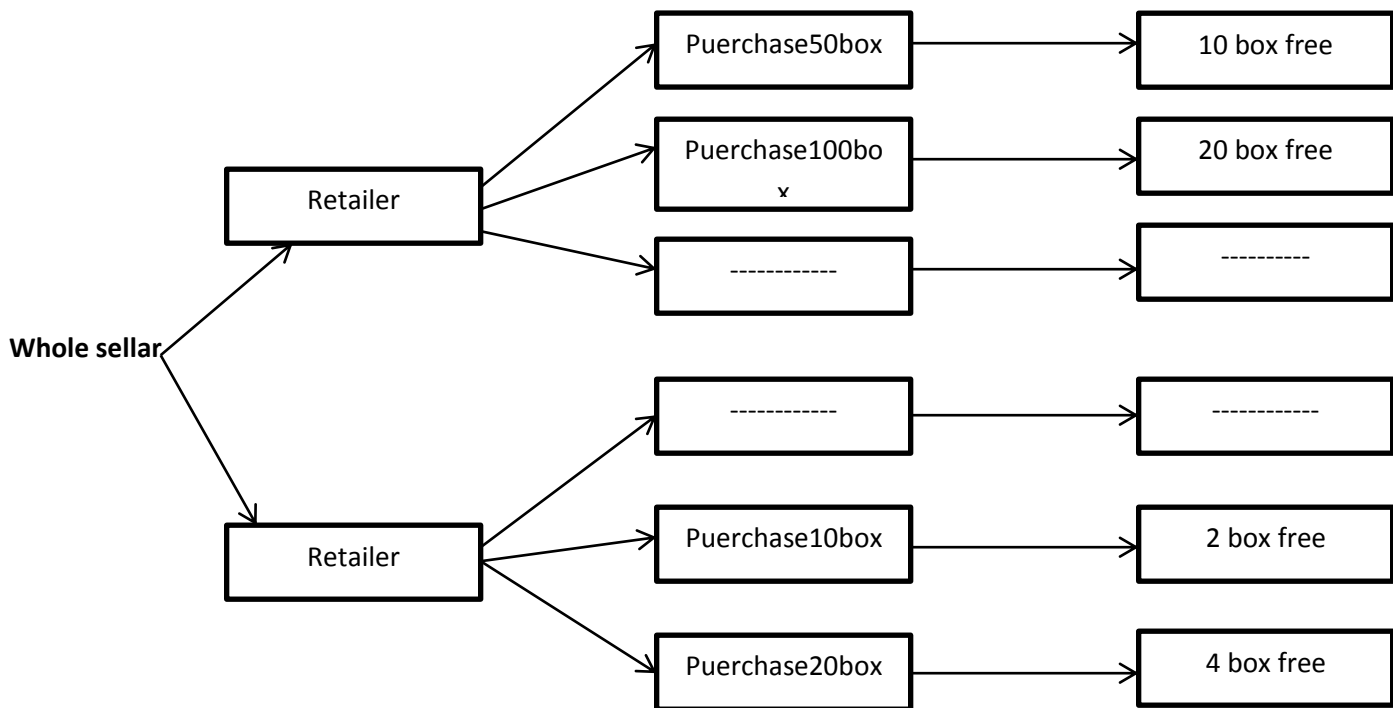 Puerchase50box
10 box free
Puerchase100bo
x
20 box free
Retailer
------------
----------
Whole sellar
------------
------------
Puerchase10box
2 box free
Retailer
Puerchase20box
4 box free